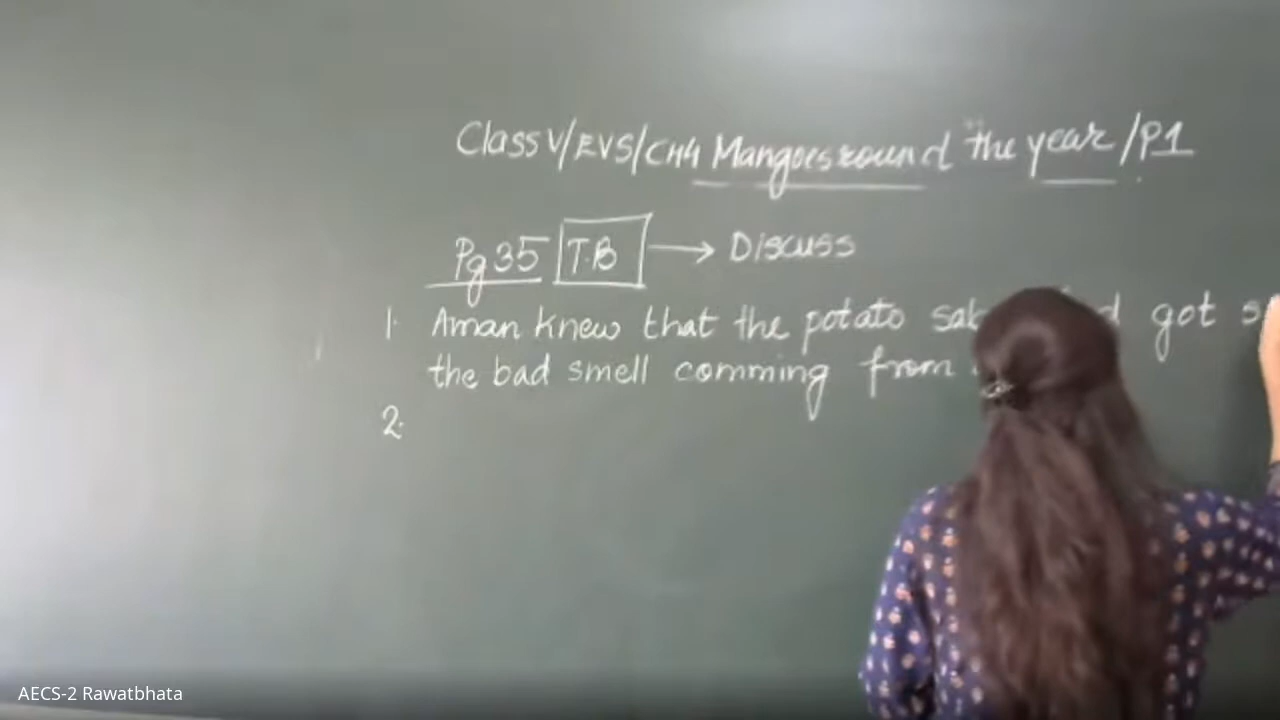 Class V/EVS/CH4 Mangoes round the year/P1
Pg 35 T.B → Discuss
1. Aman knew that the potato got
the bad smell comming from
2.
AECS-2 Rawatbhata